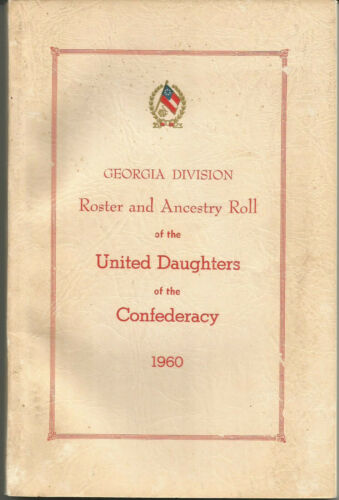 GEORGIA DIVISION
Roster and Ancestry Roll
of the
United Daughters
of the
Confederacy
1960